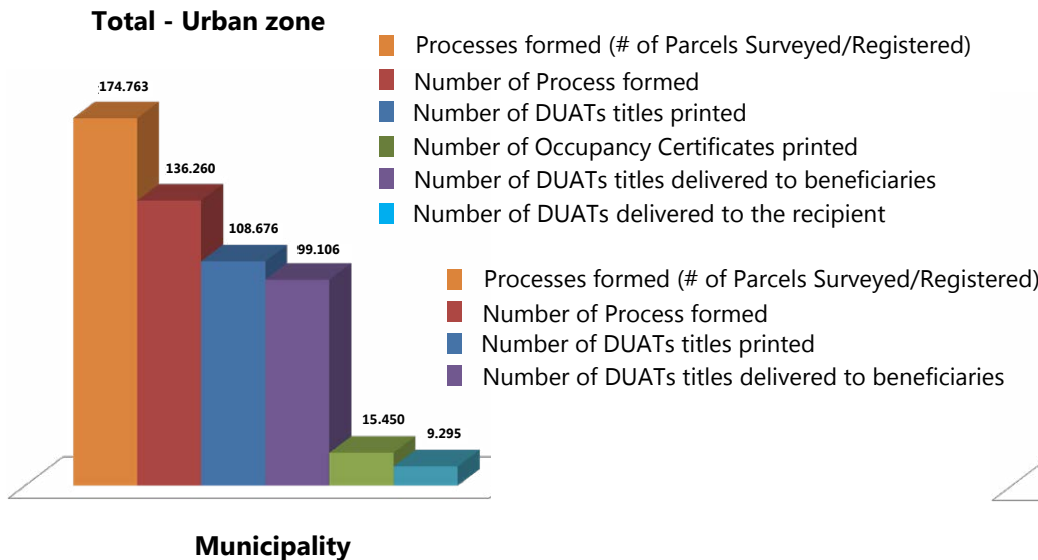 Total - Urban zone
174.763
136.260
108.676
99.106
15.450
9.295
Municipality
Processes formed (# of Parcels Surveyed/Registered)
Number of Process formed
Number of DUATs titles printed
Number of Occupancy Certificates printed
Number of DUATs titles delivered to beneficiaries
Number of DUATs delivered to the recipient
Processes formed (# of Parcels Surveyed/Registered)
Number of Process formed
Number of DUATs titles printed
Number of DUATs titles delivered to beneficiaries